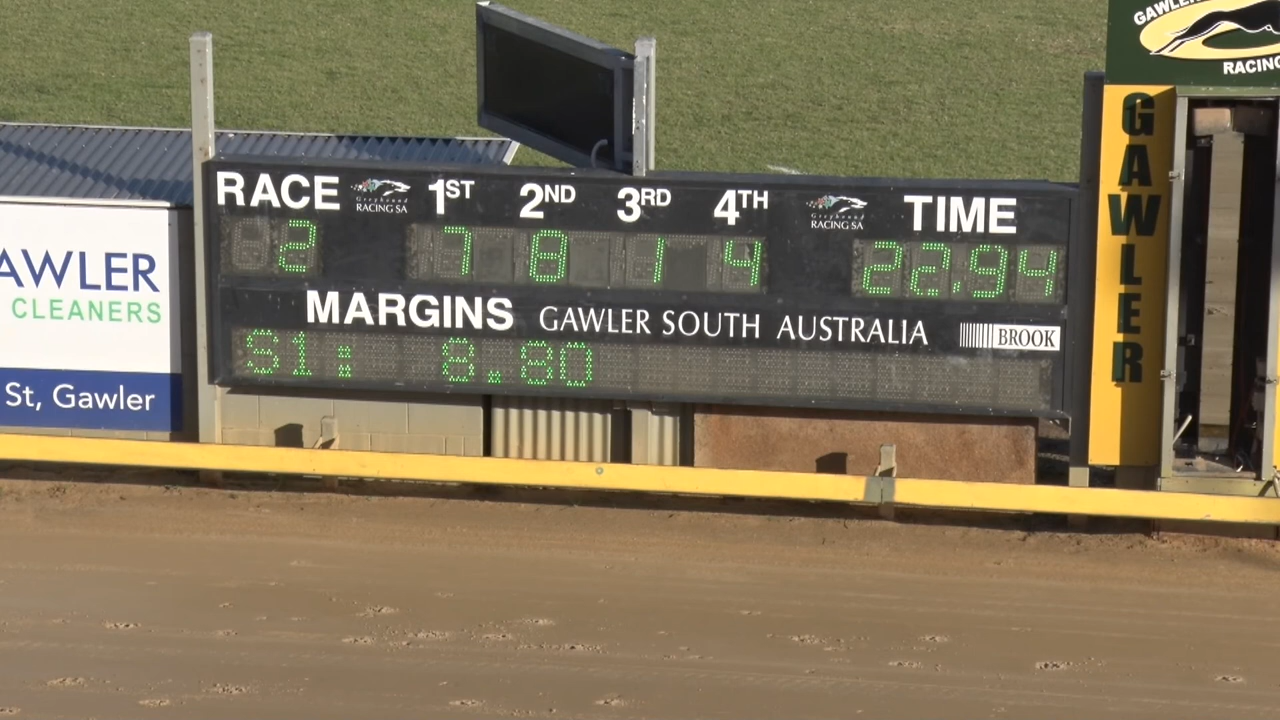 GAWLER
RACING
RACE
Greyhound
RACING SA
1ST
2ND
3RD
4TH
Greyhound
RACING SA
TIME
2
7
8
1
4
22.94
MARGINS
GAWLER SOUTH AUSTRALIA
BROOK
S1: 8.80
AWLER
CLEANERS
St, Gawler
GAWLER